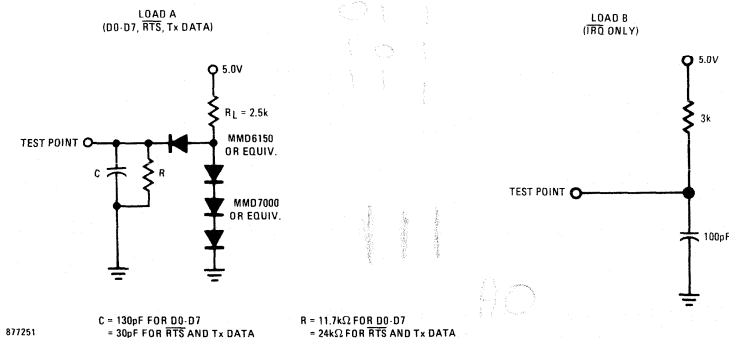 LOAD A
(D0-D7, RTS, Tx DATA)
5.0V
RL = 2.5k
MMD6150
OR EQUIV.
TEST POINT
C
R
MMD7000
OR EQUIV.
C = 130pF FOR D0-D7
= 30pF FOR RTS AND Tx DATA
R = 11.7kΩ FOR D0-D7
= 24kΩ FOR RTS AND Tx DATA
877251
LOAD B
(IRQ ONLY)
5.0V
3k
TEST POINT
100pF